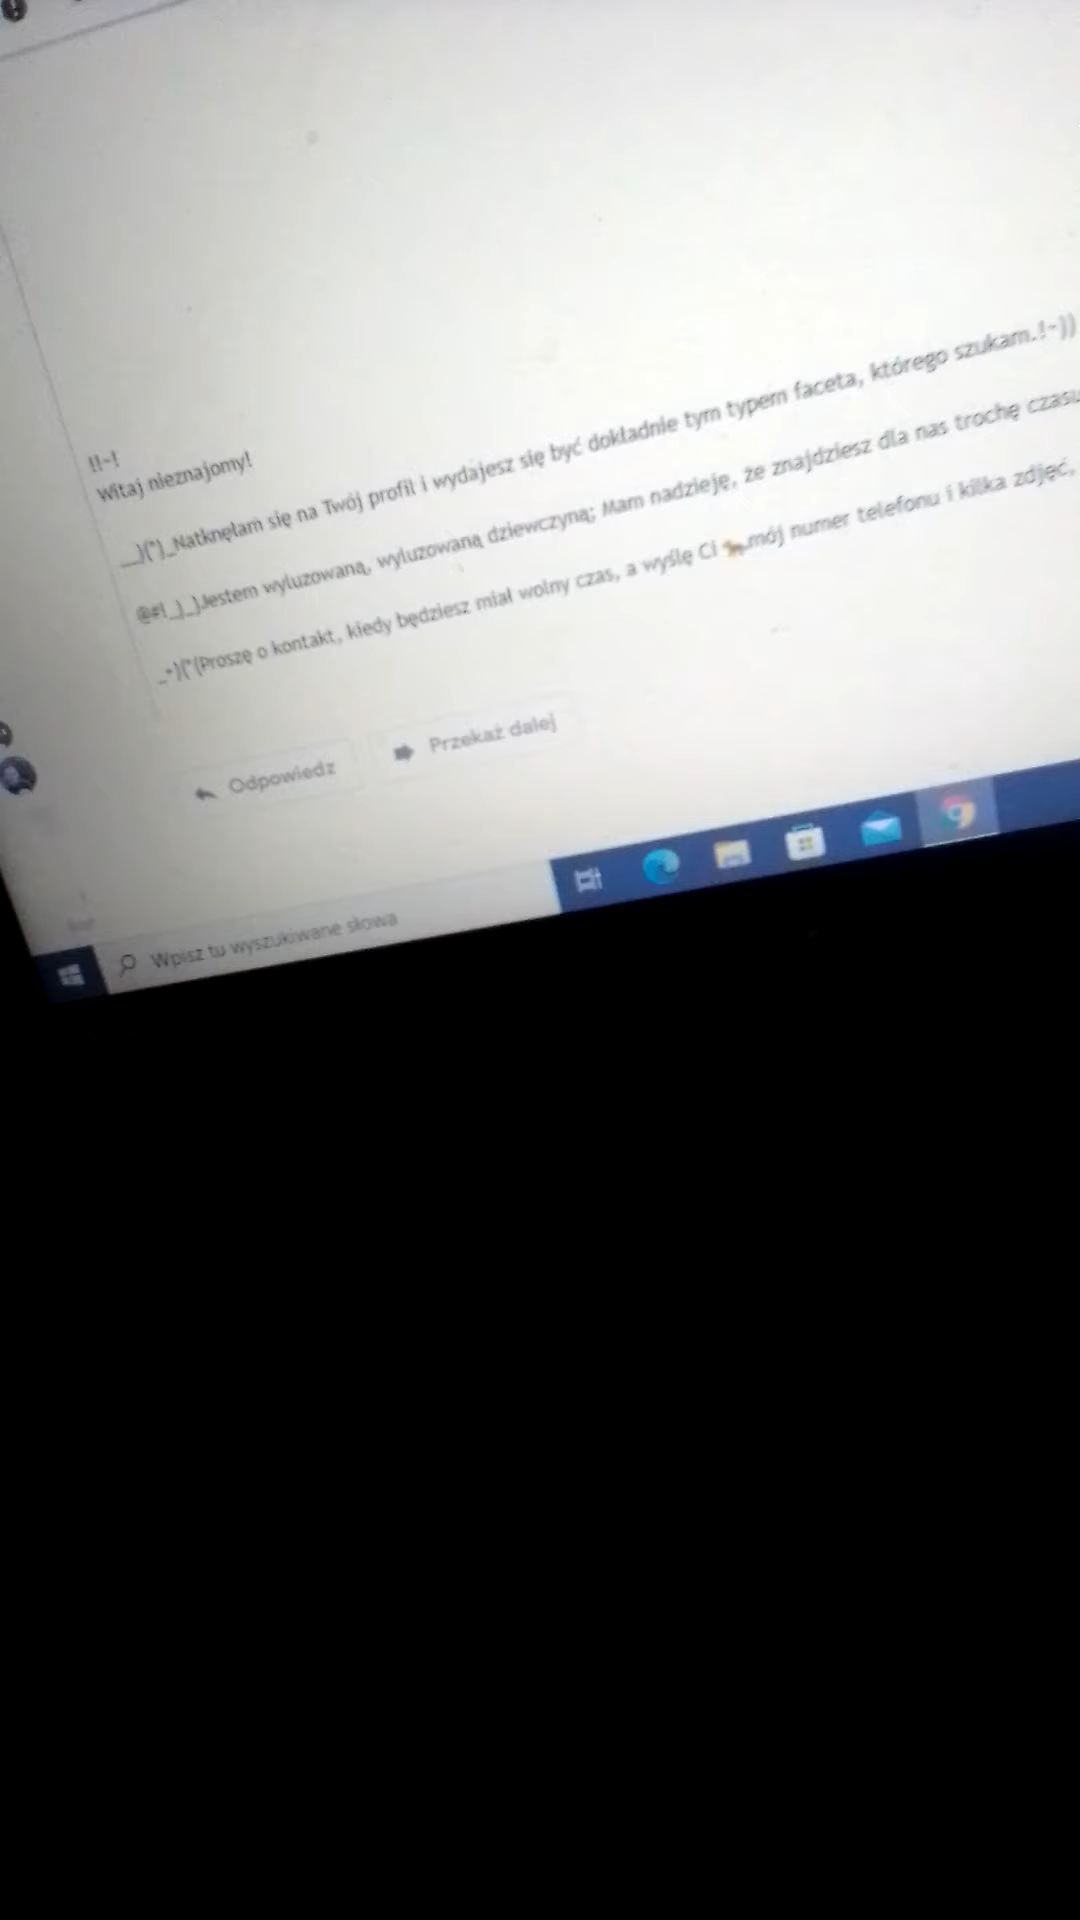 !!~!
Witaj nieznajomy!
__)(*)_Natknęłam się na Twój profil i wydajesz się być dokładnie tym typem faceta, którego szukam.!~))
@#!_)_)Jestem wyluzowaną, wyluzowaną dziewczyną; Mam nadzieję, że znajdziesz dla nas trochę czasu
_+)(*(Proszę o kontakt, kiedy będziesz miał wolny czas, a wyślę Ci 🐅mój numer telefonu i kilka zdjęć,
Odpowiedz
Przekaż dalej
Wpisz tu wyszukiwane słowa